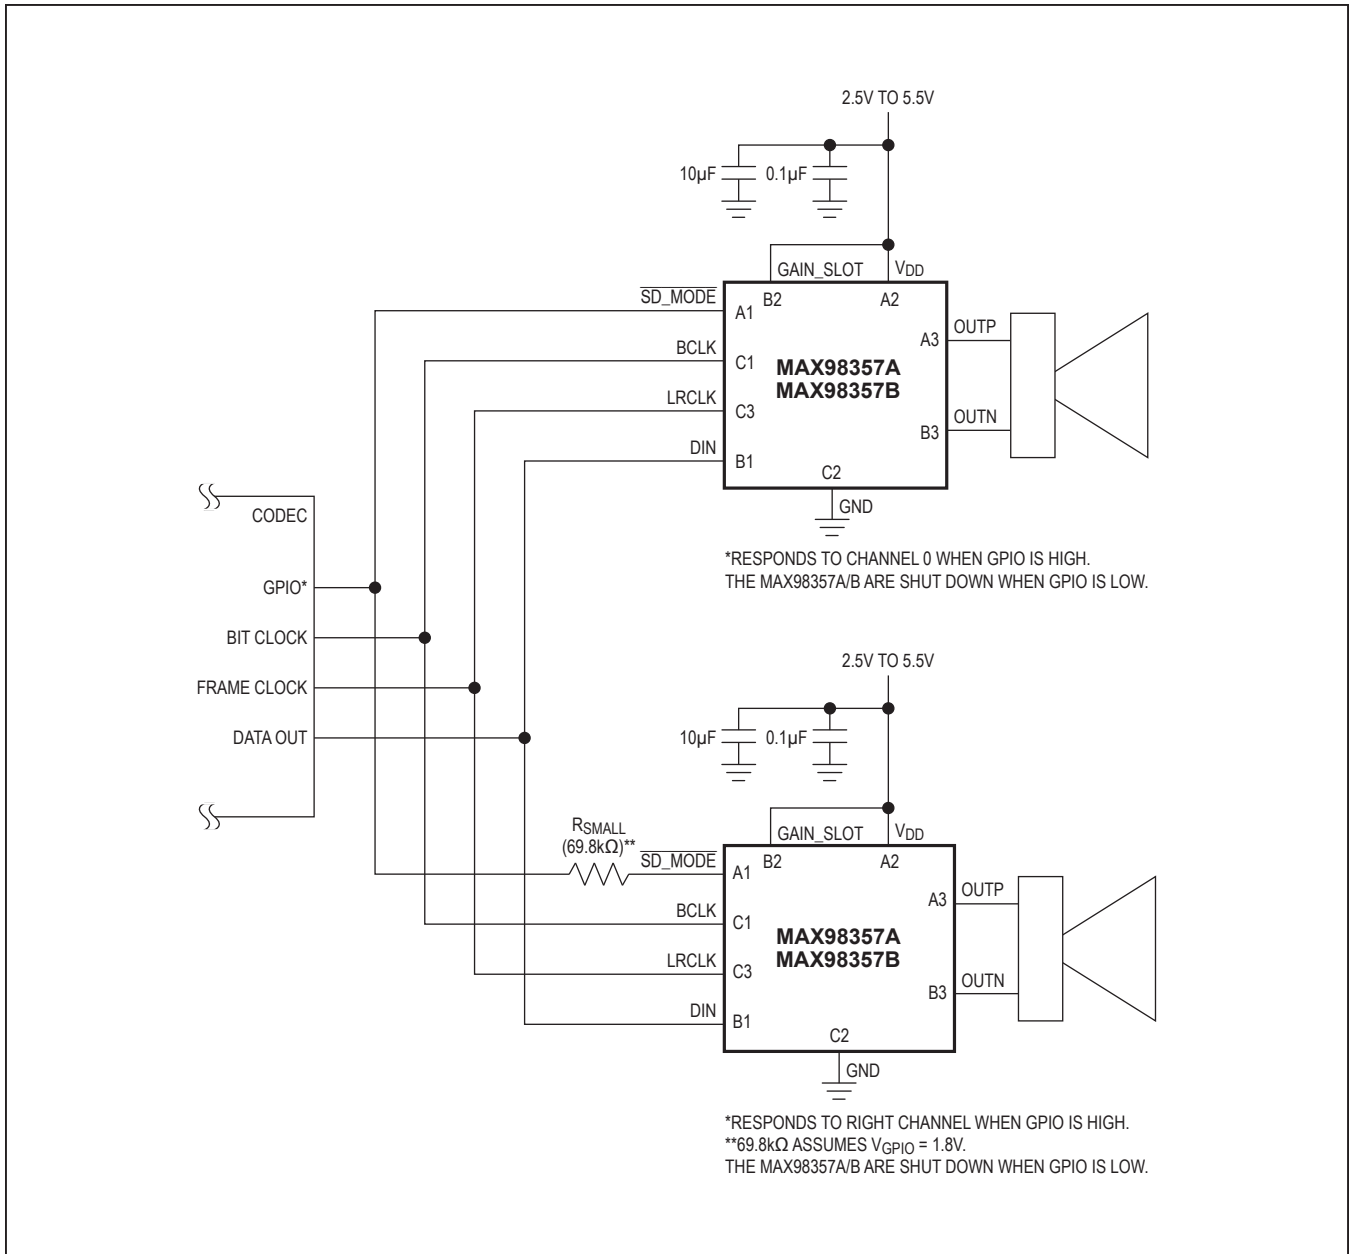 2.5V TO 5.5V
10µF
0.1µF
GAIN_SLOT
VDD
SD_MODE
B2
A2
A1
OUTP
A3
BCLK
C1
MAX98357A
MAX98357B
LRCLK
C3
OUTN
B3
DIN
B1
C2
GND
CODEC
*RESPONDS TO CHANNEL 0 WHEN GPIO IS HIGH.
THE MAX98357A/B ARE SHUT DOWN WHEN GPIO IS LOW.
GPIO*
BIT CLOCK
FRAME CLOCK
DATA OUT
2.5V TO 5.5V
10µF
0.1µF
RSMALL
(69.8kΩ)**
GAIN_SLOT
VDD
SD_MODE
B2
A2
A1
OUTP
A3
BCLK
C1
MAX98357A
MAX98357B
LRCLK
C3
OUTN
B3
DIN
B1
C2
GND
*RESPONDS TO RIGHT CHANNEL WHEN GPIO IS HIGH.
**69.8kΩ ASSUMES VGPIO = 1.8V.
THE MAX98357A/B ARE SHUT DOWN WHEN GPIO IS LOW.